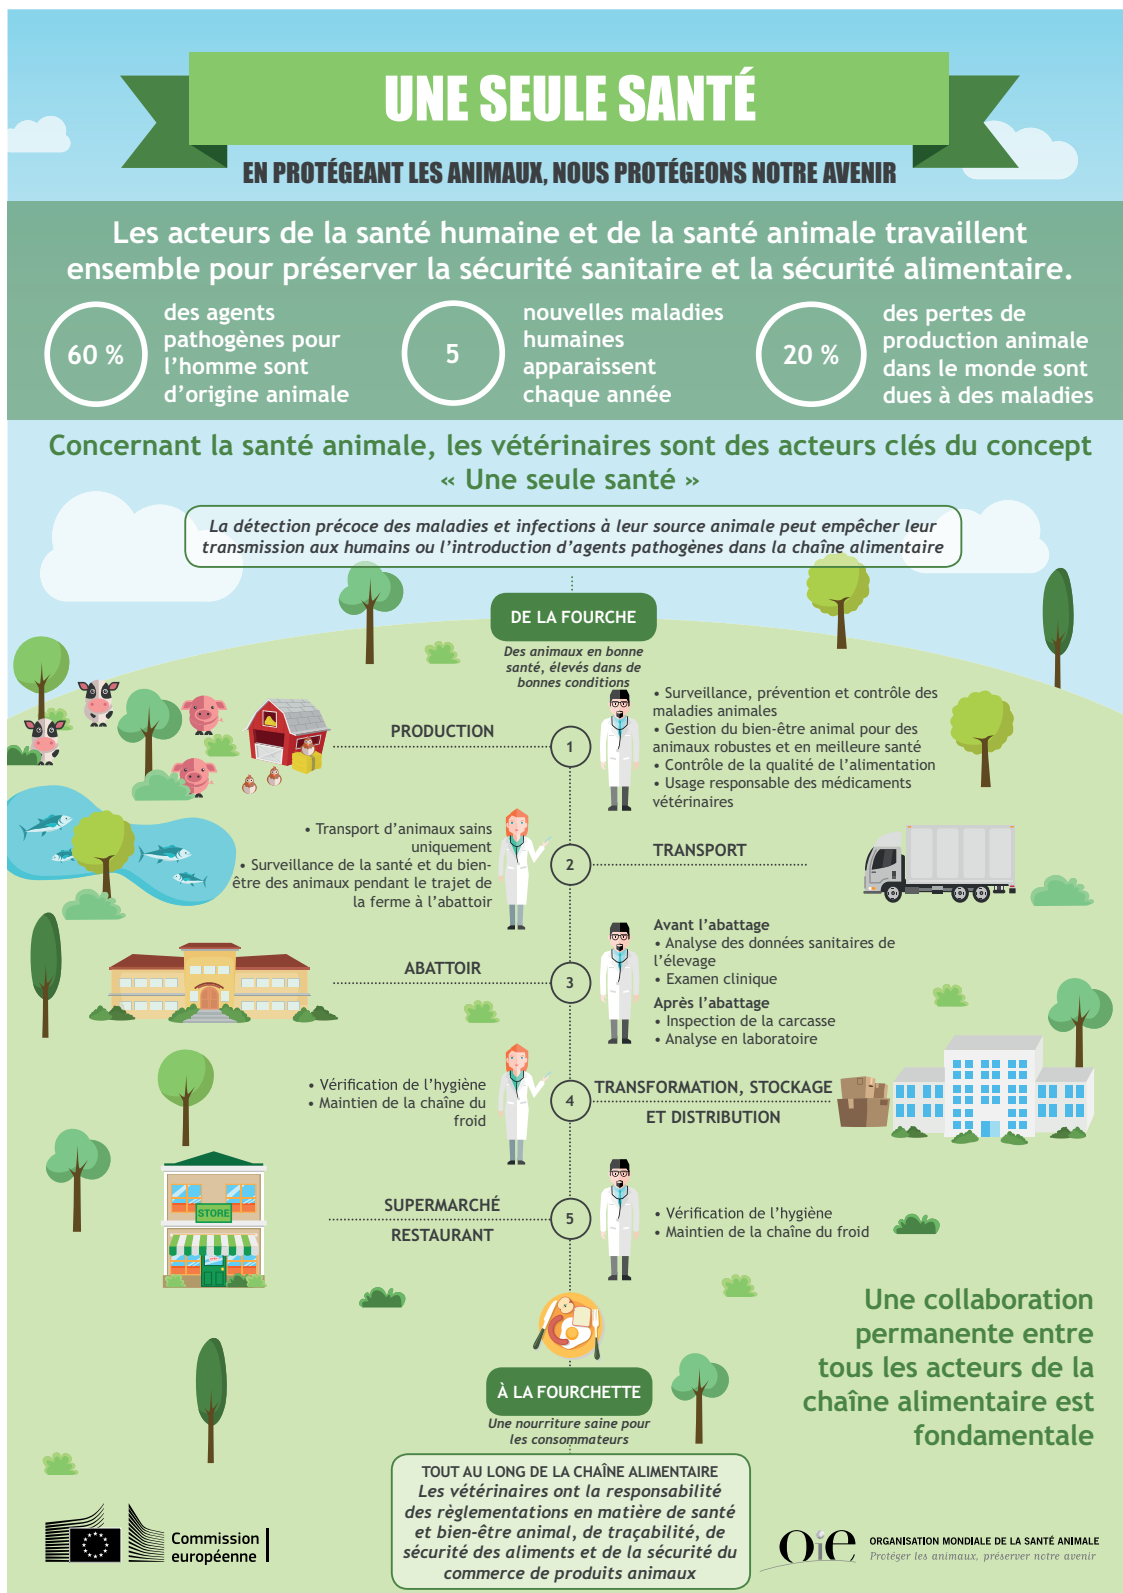 UNE SEULE SANTÉ
EN PROTÉGEANT LES ANIMAUX, NOUS PROTÉGEONS NOTRE AVENIR
Les acteurs de la santé humaine et de la santé animale travaillent
ensemble pour préserver la sécurité sanitaire et la sécurité alimentaire.
60 %
des agents
pathogènes pour
l’homme sont
d’origine animale
5
nouvelles maladies
humaines
apparaissent
chaque année
20 %
des pertes de
production animale
dans le monde sont
dues à des maladies
Concernant la santé animale, les vétérinaires sont des acteurs clés du concept
« Une seule santé »
La détection précoce des maladies et infections à leur source animale peut empêcher leur
transmission aux humains ou l’introduction d’agents pathogènes dans la chaîne alimentaire
DE LA FOURCHE
Des animaux en bonne
santé, élevés dans de
bonnes conditions
PRODUCTION
1
• Surveillance, prévention et contrôle des
maladies animales
• Gestion du bien-être animal pour des
animaux robustes et en meilleure santé
• Contrôle de la qualité de l’alimentation
• Usage responsable des médicaments
vétérinaires
• Transport d’animaux sains
uniquement
• Surveillance de la santé et du bien-
être des animaux pendant le trajet de
la ferme à l’abattoir
2
TRANSPORT
ABATTOIR
3
Avant l’abattage
• Analyse des données sanitaires de
l’élevage
• Examen clinique
Après l’abattage
• Inspection de la carcasse
• Analyse en laboratoire
• Vérification de l’hygiène
• Maintien de la chaîne du
froid
4
TRANSFORMATION, STOCKAGE
ET DISTRIBUTION
STORE
SUPERMARCHÉ
RESTAURANT
5
• Vérification de l’hygiène
• Maintien de la chaîne du froid
À LA FOURCHETTE
Une nourriture saine pour
les consommateurs
Une collaboration
permanente entre
tous les acteurs de la
chaîne alimentaire est
fondamentale
TOUT AU LONG DE LA CHAÎNE ALIMENTAIRE
Les vétérinaires ont la responsabilité
des règlementations en matière de santé
et bien-être animal, de traçabilité, de
sécurité des aliments et de la sécurité du
commerce de produits animaux
Commission
européenne
oie
ORGANISATION MONDIALE DE LA SANTÉ ANIMALE
Protéger les animaux, préserver notre avenir